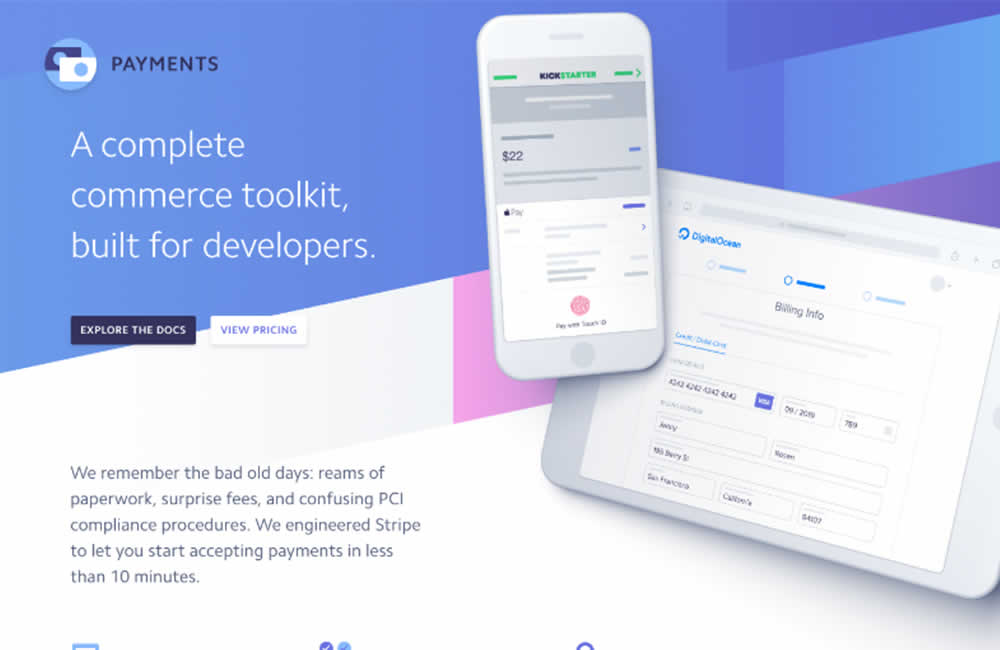 PAYMENTS
A complete
commerce toolkit,
built for developers.
EXPLORE THE DOCS
VIEW PRICING
We remember the bad old days: reams of
paperwork, surprise fees, and confusing PCI
compliance procedures. We engineered Stripe
to let you start accepting payments in less
than 10 minutes.
KICKSTARTER
$22
Pay
Pay with Touch ID
DigitalOcean
Billing Info
Credit / Debit Card
4242 4242 4242 4242
VISA
09 / 2019
789
Jenny
Rosen
185 Berry St
San Francisco
California
94107